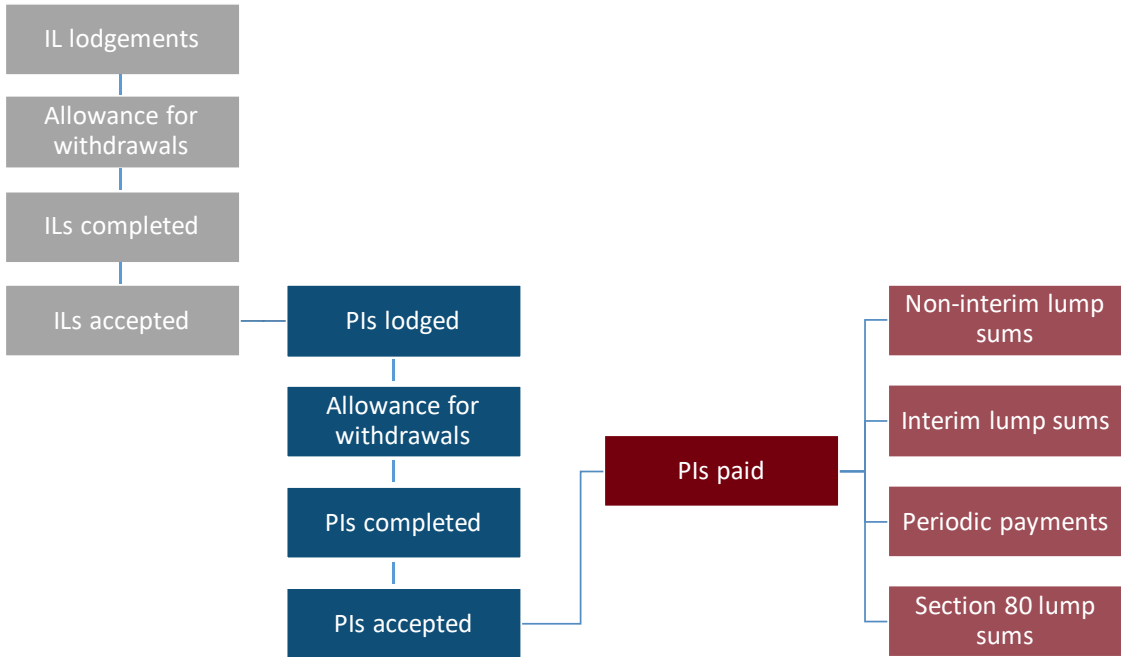 IL lodgements
Allowance for
withdrawals
ILs completed
ILs accepted
PIs lodged
Allowance for
withdrawals
PIs completed
PIs accepted
PIs paid
Non-interim lump
sums
Interim lump sums
Periodic payments
Section 80 lump
sums